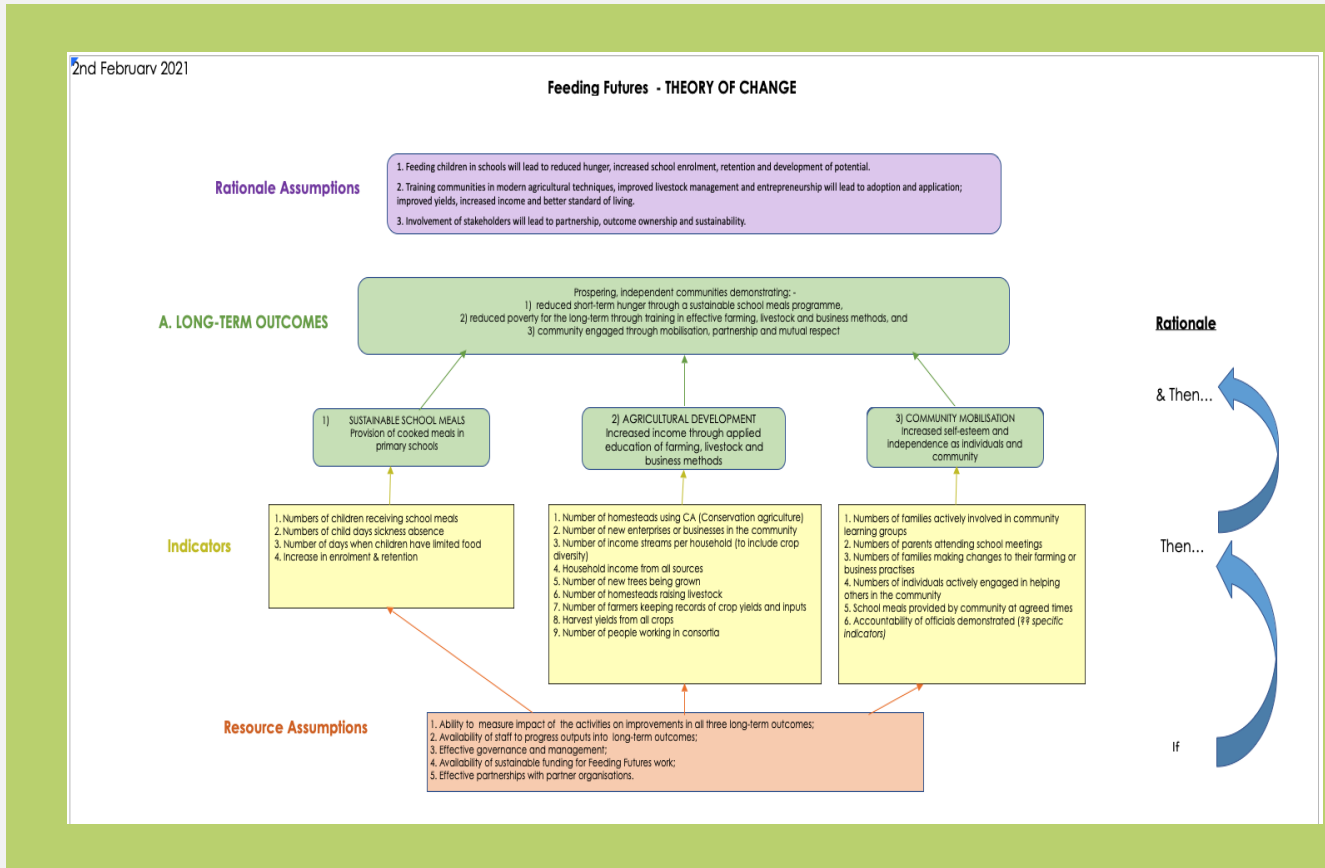 2nd February 2021
Feeding Futures - THEORY OF CHANGE
Rationale Assumptions
1. Feeding children in schools will lead to reduced hunger, increased school enrolment, retention and development of potential.
2. Training communities in modern agricultural techniques, improved livestock management and entrepreneurship will lead to adoption and application;
improved yields, increased income and better standard of living.
3. Involvement of stakeholders will lead to partnership, outcome ownership and sustainability.
A. LONG-TERM OUTCOMES
Prospering, independent communities demonstrating: -
1) reduced short-term hunger through a sustainable school meals programme,
2) reduced poverty for the long-term through training in effective farming, livestock and business methods, and
3) community engaged through mobilisation, partnership and mutual respect
Rationale
& Then...
1) SUSTAINABLE SCHOOL MEALS
Provision of cooked meals in
primary schools
2) AGRICULTURAL DEVELOPMENT
Increased income through applied
education of farming, livestock and
business methods
3) COMMUNITY MOBILISATION
Increased self-esteem and
independence as individuals and
community
Indicators
1. Numbers of children receiving school meals
2. Numbers of child days sickness absence
3. Number of days when children have limited food
4. Increase in enrolment & retention
1. Number of homesteads using CA (Conservation agriculture)
2. Number of new enterprises or businesses in the community
3. Number of income streams per household (to include crop
diversity)
4. Household income from all sources
5. Number of new trees being grown
6. Number of homesteads raising livestock
7. Number of farmers keeping records of crop yields and inputs
8. Harvest yields from all crops
9. Number of people working in consortia
1. Numbers of families actively involved in community
learning groups
2. Numbers of parents attending school meetings
3. Numbers of families making changes to their farming or
business practises
4. Numbers of individuals actively engaged in helping
others in the community
5. School meals provided by community at agreed times
6. Accountability of officials demonstrated (?? specific
indicators)
Then...
Resource Assumptions
1. Ability to measure impact of the activities on improvements in all three long-term outcomes;
2. Availability of staff to progress outputs into long-term outcomes;
3. Effective governance and management;
4. Availability of sustainable funding for Feeding Futures work;
5. Effective partnerships with partner organisations.
If